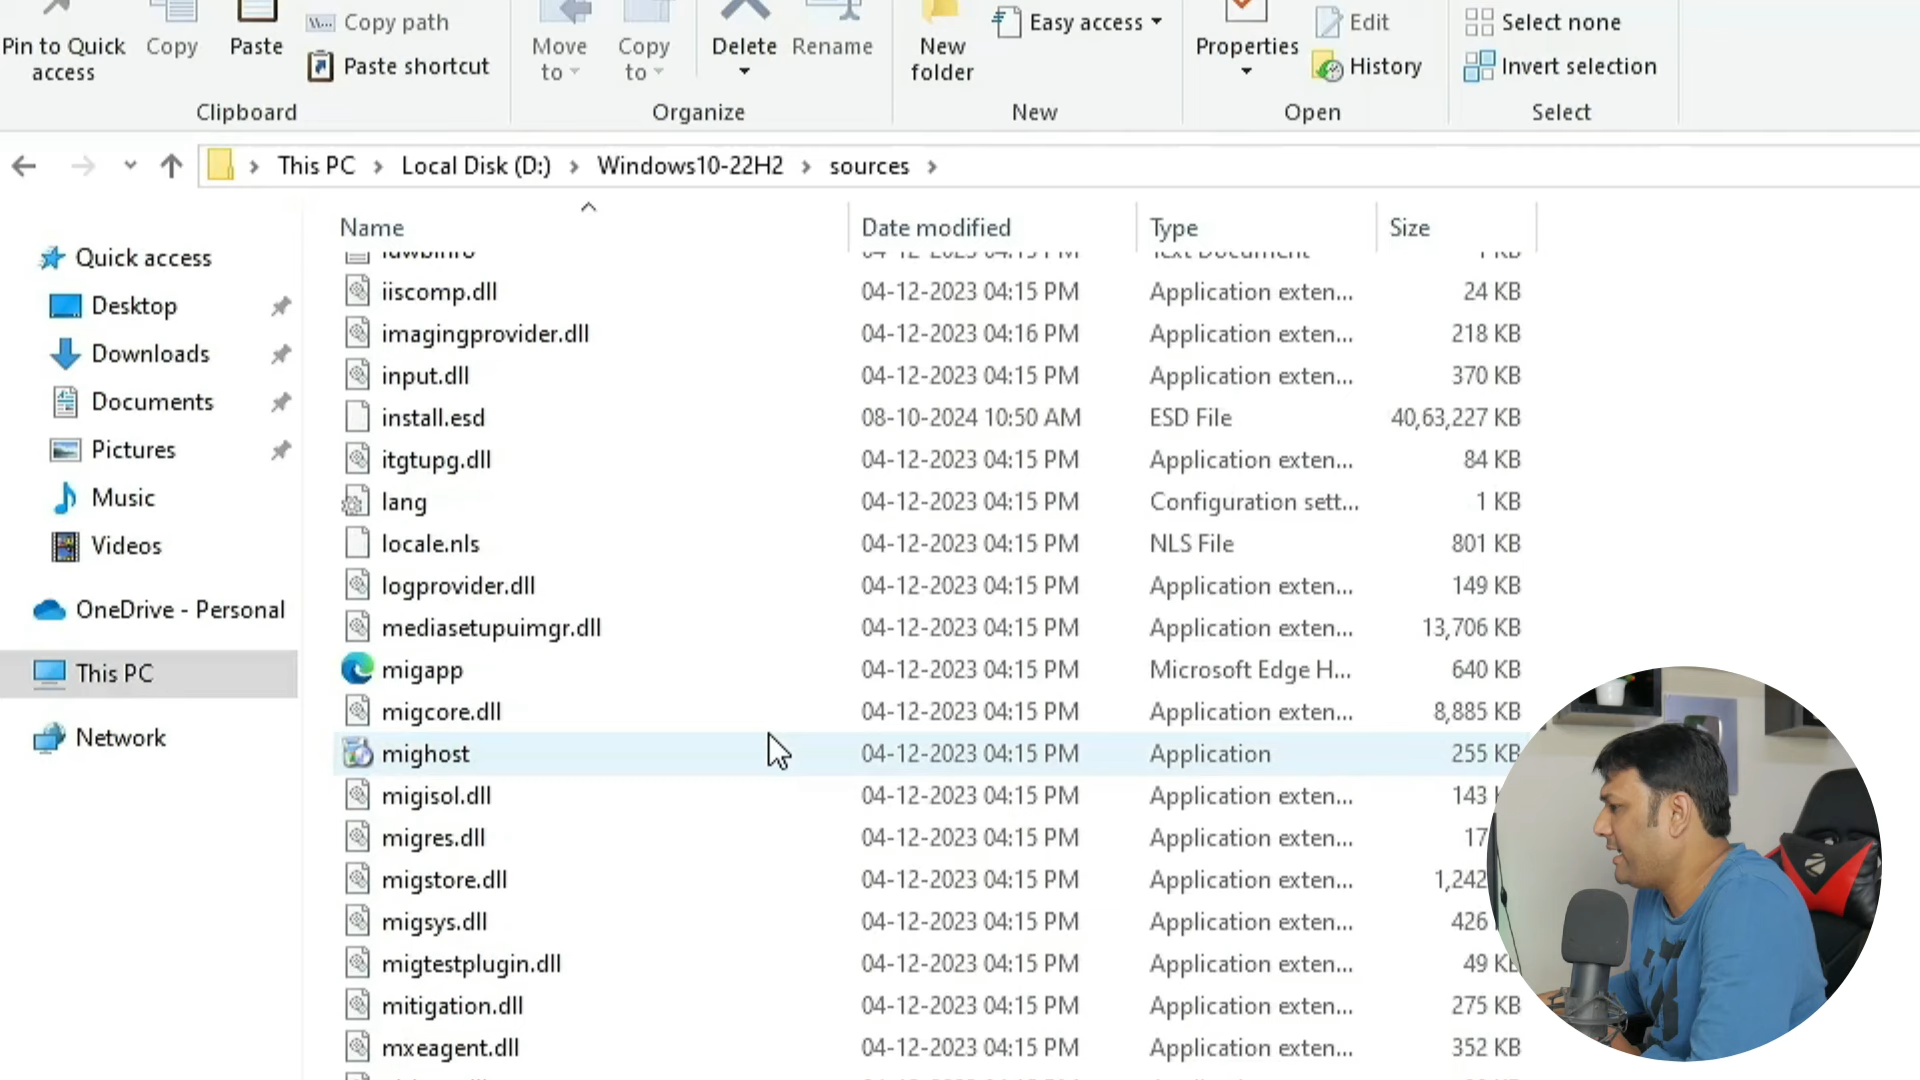 Pin to Quick access
Copy
Paste
Copy path
Paste shortcut
Clipboard
Move to
Copy to
Delete
Rename
Organize
New folder
Easy access
New
Properties
Edit
History
Open
Select none
Invert selection
Select
This PC > Local Disk (D:) > Windows10-22H2 > sources >
Quick access
Desktop
Downloads
Documents
Pictures
Music
Videos
OneDrive - Personal
This PC
Network
Name Date modified Type Size
iiscomp.dll 04-12-2023 04:15 PM Application exten... 24 KB
imagingprovider.dll 04-12-2023 04:16 PM Application exten... 218 KB
input.dll 04-12-2023 04:15 PM Application exten... 370 KB
install.esd 08-10-2024 10:50 AM ESD File 40,63,227 KB
itgtupg.dll 04-12-2023 04:15 PM Application exten... 84 KB
lang 04-12-2023 04:15 PM Configuration sett... 1 KB
locale.nls 04-12-2023 04:15 PM NLS File 801 KB
logprovider.dll 04-12-2023 04:15 PM Application exten... 149 KB
mediasetupuimgr.dll 04-12-2023 04:15 PM Application exten... 13,706 KB
migapp 04-12-2023 04:15 PM Microsoft Edge H... 640 KB
migcore.dll 04-12-2023 04:15 PM Application exten... 8,885 KB
mighost 04-12-2023 04:15 PM Application 255 KB
migisol.dll 04-12-2023 04:15 PM Application exten... 143
migres.dll 04-12-2023 04:15 PM Application exten... 17
migstore.dll 04-12-2023 04:15 PM Application exten... 1,242
migsys.dll 04-12-2023 04:15 PM Application exten... 426
migtestplugin.dll 04-12-2023 04:15 PM Application exten... 49 KB
mitigation.dll 04-12-2023 04:15 PM Application exten... 275 KB
mxeagent.dll 04-12-2023 04:15 PM Application exten... 352 KB